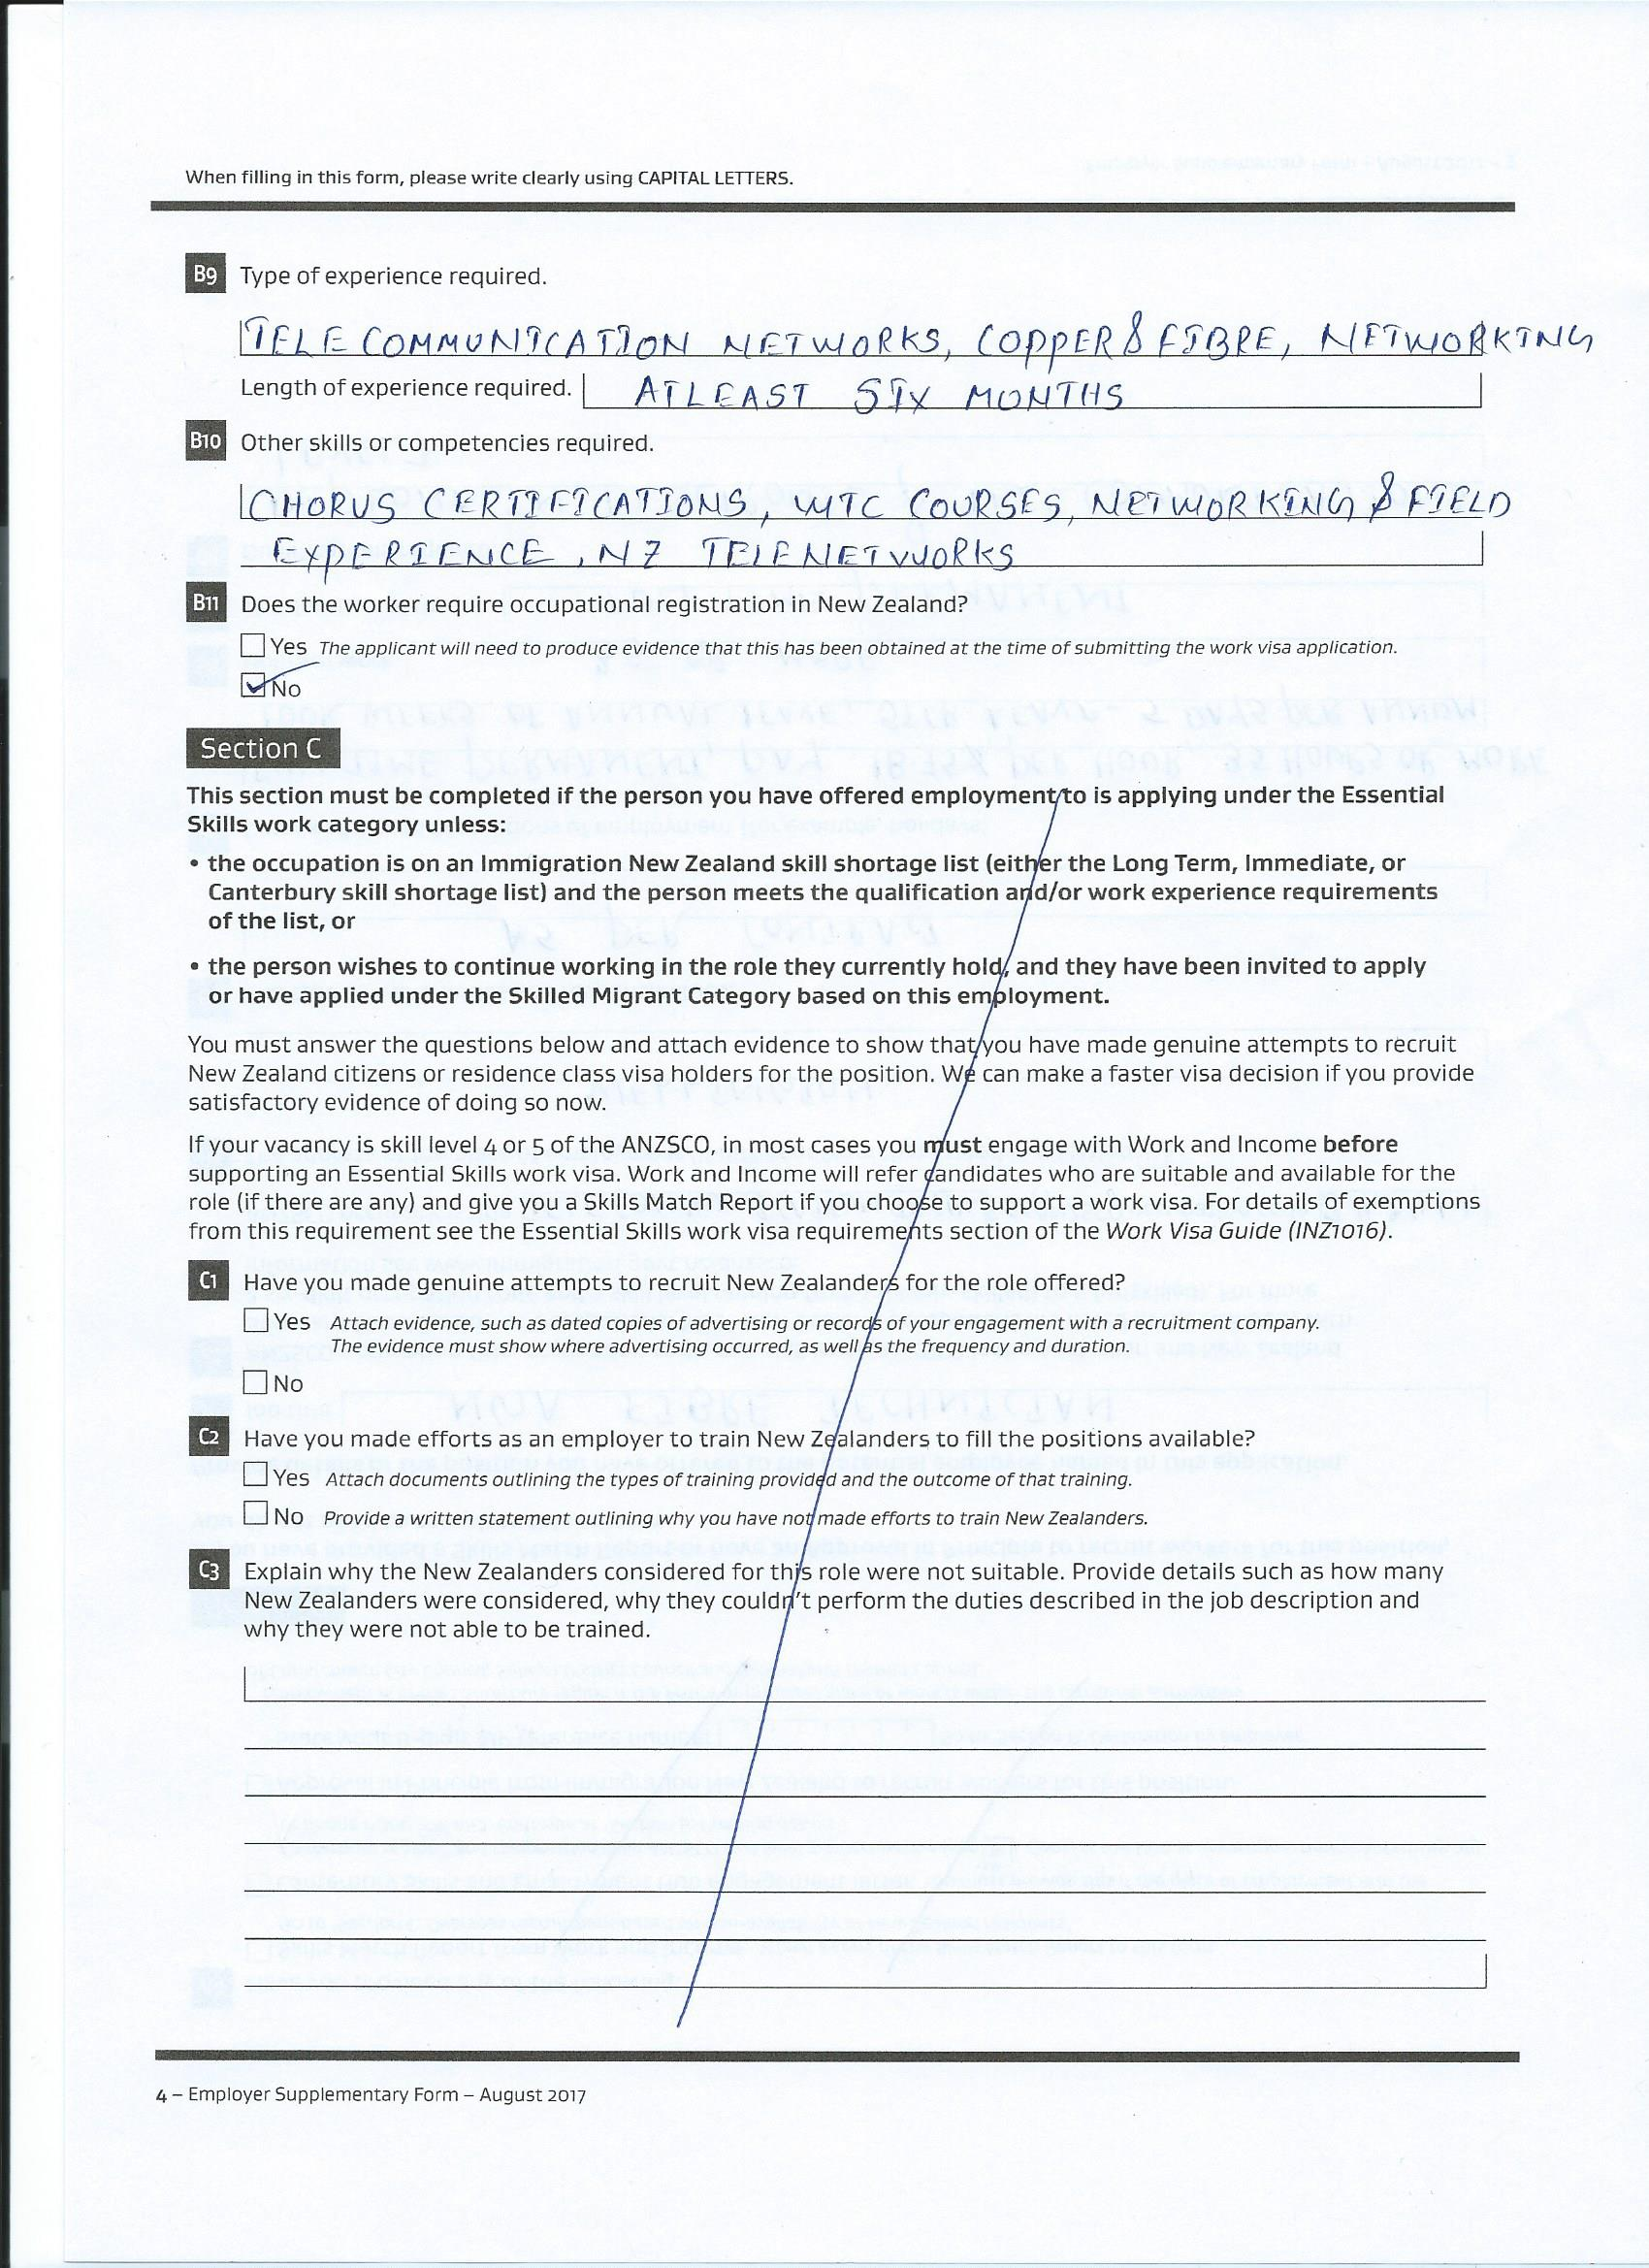 When filling in this form, please write clearly using CAPITAL LETTERS.
B9 Type of experience required.
TELECOMMUNICATION NETWORKS, COPPER & FIBRE, NETWORKING
Length of experience required. ATLEAST SIX MONTHS
B10 Other skills or competencies required.
CHORUS CERTIFICATIONS, WTC COURSES, NETWORKING & FIELD
EXPERIENCE, NZ TELENETWORKS
B11 Does the worker require occupational registration in New Zealand?
Yes The applicant will need to produce evidence that this has been obtained at the time of submitting the work visa application.
No
Section C
This section must be completed if the person you have offered employment to is applying under the Essential
Skills work category unless:
• the occupation is on an Immigration New Zealand skill shortage list (either the Long Term, Immediate, or
Canterbury skill shortage list) and the person meets the qualification and/or work experience requirements
of the list, or
• the person wishes to continue working in the role they currently hold, and they have been invited to apply
or have applied under the Skilled Migrant Category based on this employment.
You must answer the questions below and attach evidence to show that you have made genuine attempts to recruit
New Zealand citizens or residence class visa holders for the position. We can make a faster visa decision if you provide
satisfactory evidence of doing so now.
If your vacancy is skill level 4 or 5 of the ANZSCO, in most cases you must engage with Work and Income before
supporting an Essential Skills work visa. Work and Income will refer candidates who are suitable and available for the
role (if there are any) and give you a Skills Match Report if you choose to support a work visa. For details of exemptions
from this requirement see the Essential Skills work visa requirements section of the Work Visa Guide (INZ1016).
C1 Have you made genuine attempts to recruit New Zealanders for the role offered?
Yes Attach evidence, such as dated copies of advertising or records of your engagement with a recruitment company.
The evidence must show where advertising occurred, as well as the frequency and duration.
No
C2 Have you made efforts as an employer to train New Zealanders to fill the positions available?
Yes Attach documents outlining the types of training provided and the outcome of that training.
No Provide a written statement outlining why you have not made efforts to train New Zealanders.
C3 Explain why the New Zealanders considered for this role were not suitable. Provide details such as how many
New Zealanders were considered, why they couldn't perform the duties described in the job description and
why they were not able to be trained.
4 – Employer Supplementary Form – August 2017